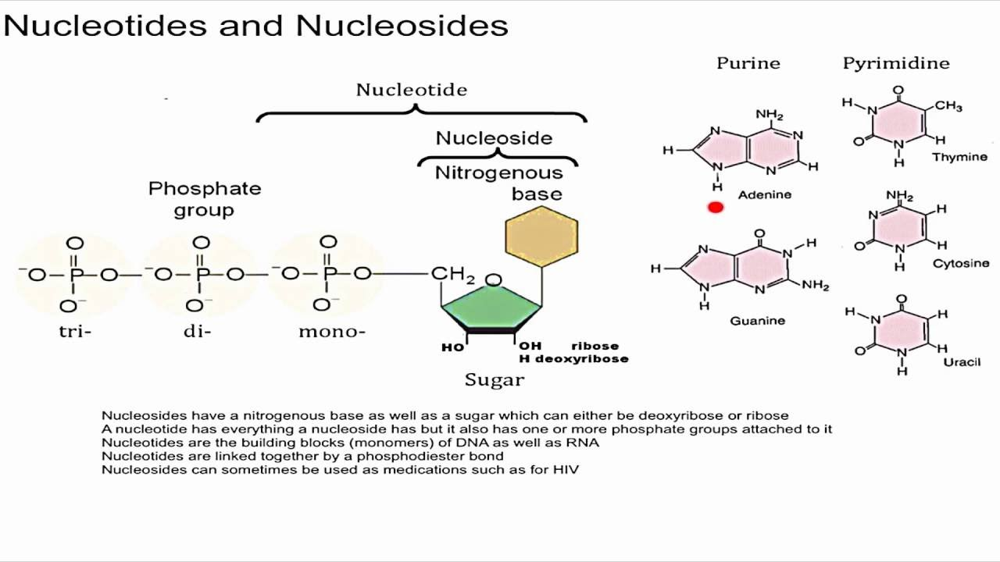 Nucleotides and Nucleosides
Purine
Pyrimidine
Nucleotide
Nucleoside
Nitrogenous
base
Phosphate
group
⁻O–P–O–⁻O–P–O–⁻O–P–O–CH₂
O
O⁻
O
O⁻
O
O⁻
tri-
di-
mono-
O
HO
OH ribose
H deoxyribose
Sugar
NH₂
N
N
H
N
N
H
H
Adenine
O
N
N
H
H
N
H
N
NH₂
Guanine
O
H
N
CH₃
O
N
H
H
Thymine
NH₂
N
H
O
N
H
H
Cytosine
O
H
N
H
O
N
H
H
Uracil
Nucleosides have a nitrogenous base as well as a sugar which can either be deoxyribose or ribose
A nucleotide has everything a nucleoside has but it also has one or more phosphate groups attached to it
Nucleotides are the building blocks (monomers) of DNA as well as RNA
Nucleotides are linked together by a phosphodiester bond
Nucleosides can sometimes be used as medications such as for HIV